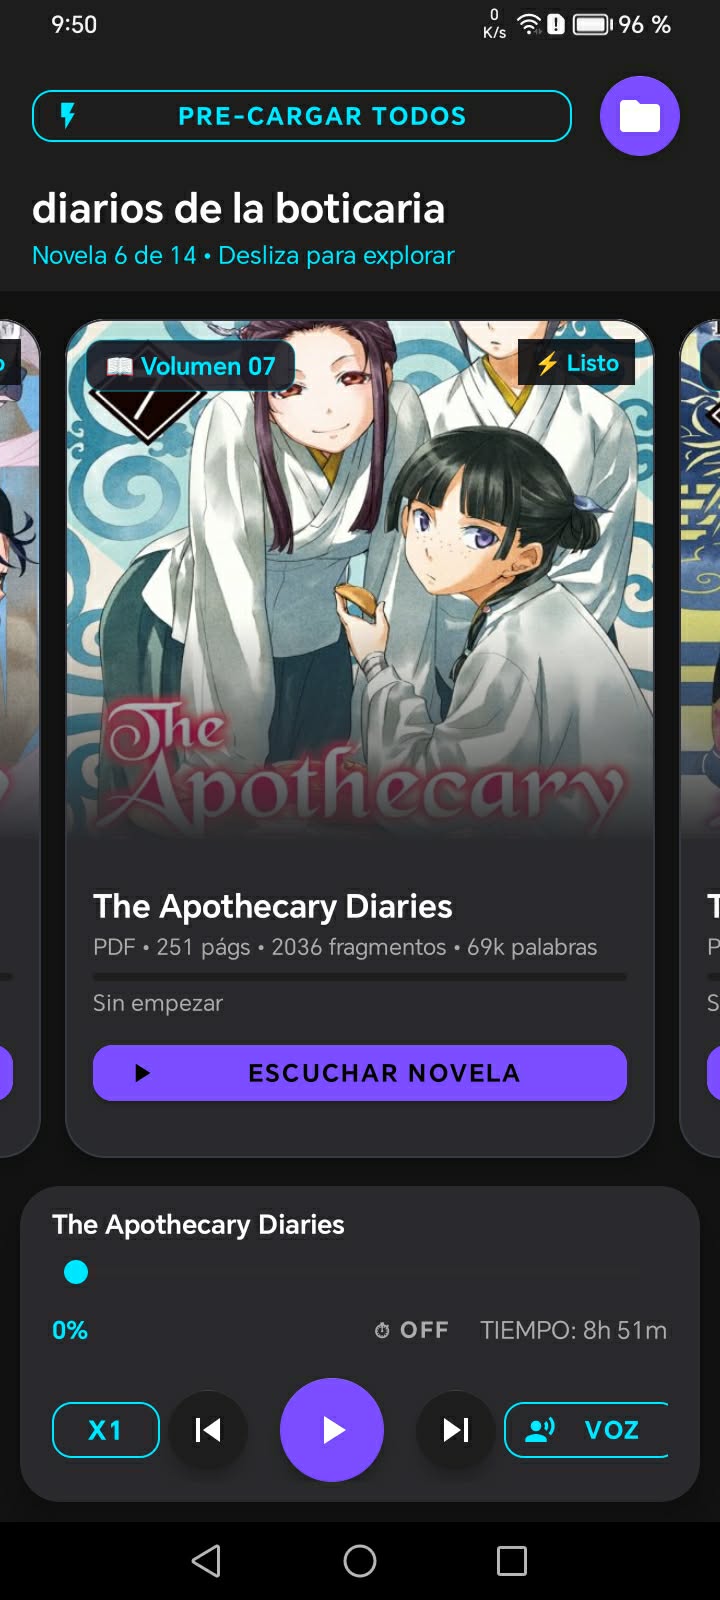 9:50
0
K/s
96 %
PRE-CARGAR TODOS
diarios de la boticaria
Novela 6 de 14 • Desliza para explorar
📖 Volumen 07
⚡ Listo
7
The
Apothecary
The Apothecary Diaries
PDF • 251 págs • 2036 fragmentos • 69k palabras
Sin empezar
ESCUCHAR NOVELA
The Apothecary Diaries
0%
⏱ OFF
TIEMPO: 8h 51m
X1
VOZ